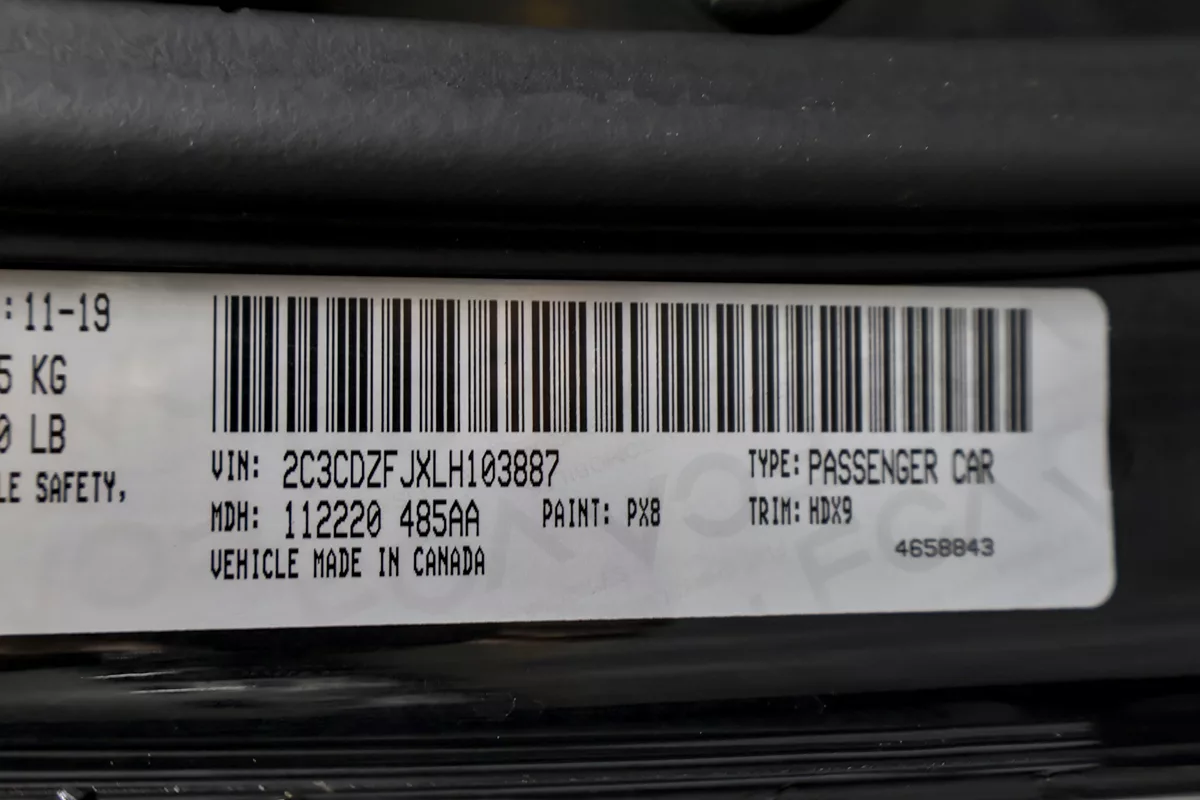 :11-19
5 KG
0 LB
LE SAFETY,
VIN: 2C3CDZFJXLH103887
TYPE: PASSENGER CAR
MDH: 112220 485AA
PAINT: PX8
TRIM: HDX9
VEHICLE MADE IN CANADA
4658843